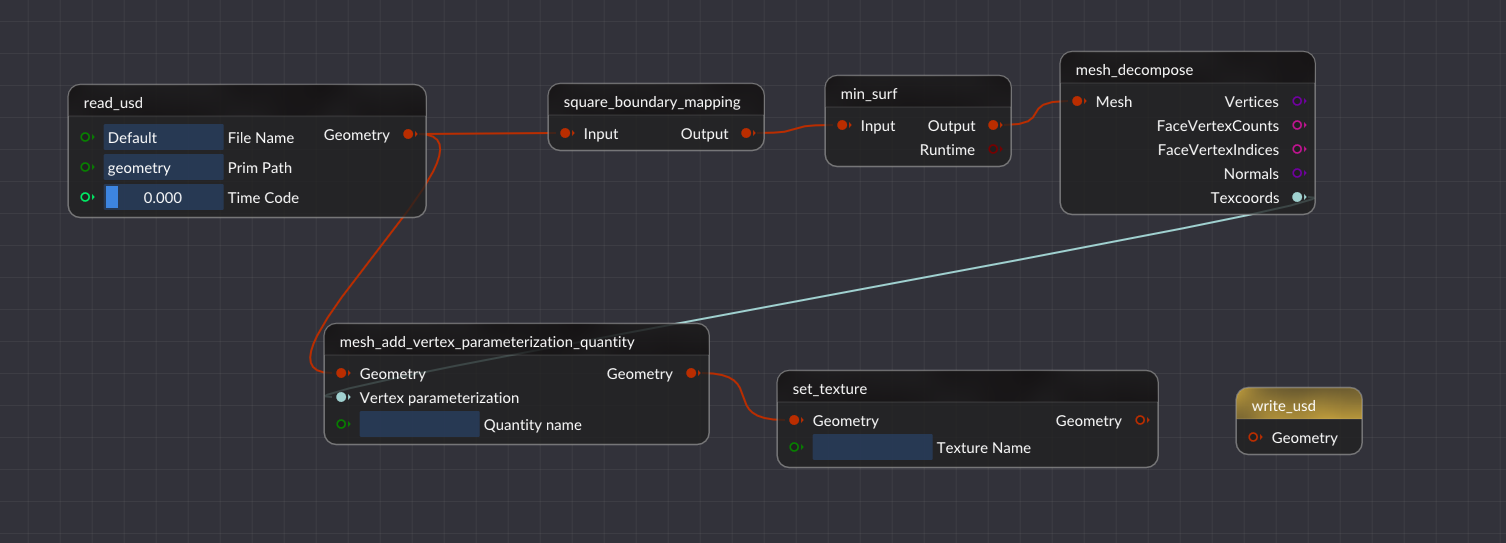 read_usd
Default File Name Geometry
geometry Prim Path
0.000 Time Code
square_boundary_mapping
Input Output
min_surf
Input Output
Runtime
mesh_decompose
Mesh Vertices
FaceVertexCounts
FaceVertexIndices
Normals
Texcoords
mesh_add_vertex_parameterization_quantity
Geometry Geometry
Vertex parameterization
Quantity name
set_texture
Geometry Geometry
Texture Name
write_usd
Geometry